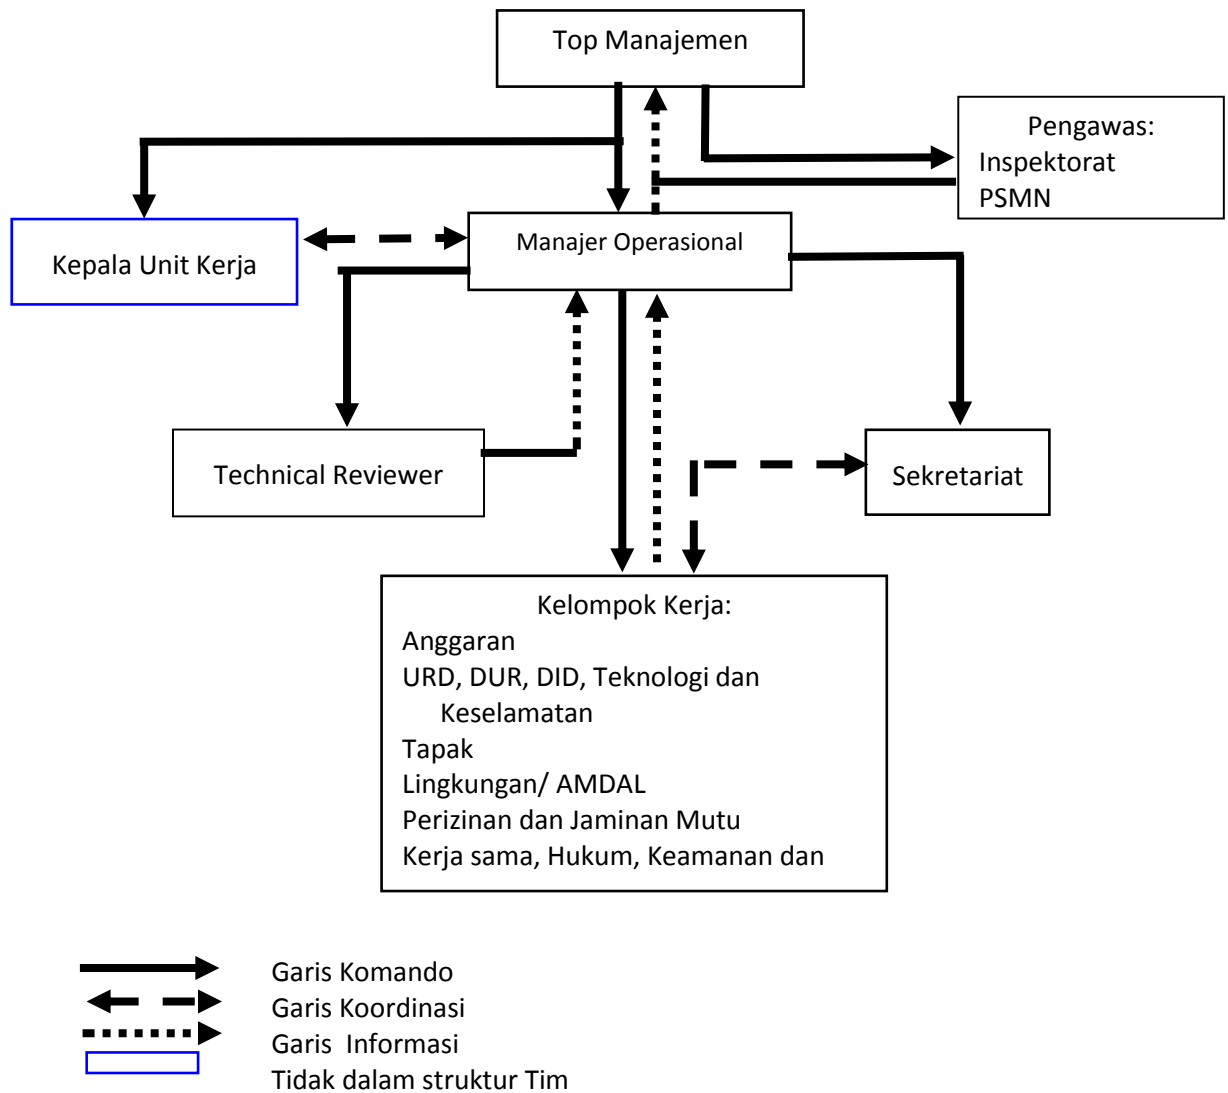 Top Manajemen
Pengawas:
Inspektorat
PSMN
Manajer Operasional
Kepala Unit Kerja
Technical Reviewer
Sekretariat
Kelompok Kerja:
Anggaran
URD, DUR, DID, Teknologi dan
Keselamatan
Tapak
Lingkungan/ AMDAL
Perizinan dan Jaminan Mutu
Kerja sama, Hukum, Keamanan dan
Garis Komando
Garis Koordinasi
Garis Informasi
Tidak dalam struktur Tim